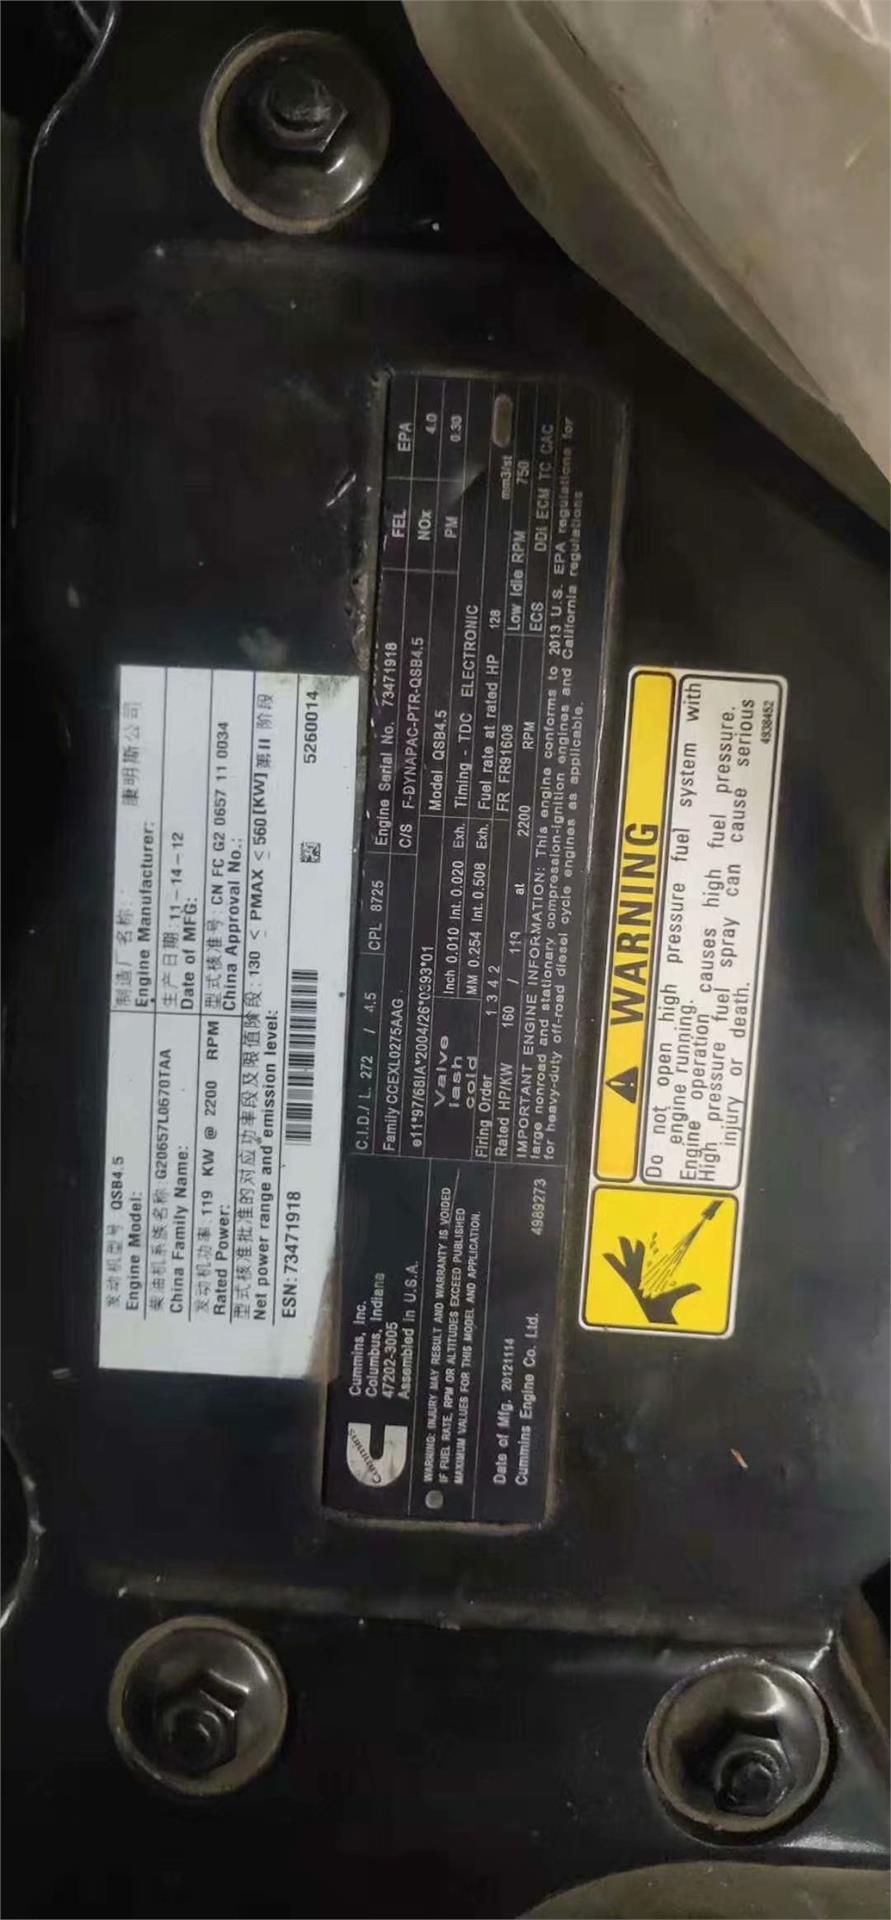 发动机型号 QSB4.5
Engine Model:
制造厂名称: 康明斯公司
Engine Manufacturer:
柴油机系族名称 G20657L0670TAA
China Family Name:
生产日期: 11-14-12
Date of MFG:
发动机功率: 119 KW @ 2200 RPM
Rated Power:
型式核准号: CN FC G2 0657 11 0034
China Approval No.:
型式核准批准的对应功率段及限值阶段: 130 < PMAX < 560 [KW] 第 II 阶段
Net power range and emission level:
ESN: 73471918
5260014
Cummins
Cummins, Inc.
Columbus, Indiana
47202-3005
Assembled in U.S.A.
WARNING: INJURY MAY RESULT AND WARRANTY IS VOIDED
IF FUEL RATE, RPM OR ALTITUDES EXCEED PUBLISHED
MAXIMUM VALUES FOR THIS MODEL AND APPLICATION.
Date of Mfg. 20121114
Cummins Engine Co. Ltd.
4989273
C.I.D./ L. 272 / 4.5 CPL 8725 Engine Serial No. 73471918 FEL EPA
Family CCEXL0275AAG C/S F-DYNAPAC-PTR-QSB4.5 NOx 4.0
e11*97/68IA*2004/26*0393*01 Model QSB4.5 PM 0.30
Valve
lash
cold
Inch 0.010 Int. 0.020 Exh. Timing - TDC ELECTRONIC
MM 0.254 Int. 0.508 Exh. Fuel rate at rated HP 128 mm3/st
Firing Order 1 3 4 2 FR FR91608 Low Idle RPM 750
Rated HP/KW 160 / 119 at 2200 RPM ECS DDI ECM TC CAC
IMPORTANT ENGINE INFORMATION: This engine conforms to 2013 U.S. EPA regulations for
large nonroad and stationary compression-ignition engines and California regulations
for heavy-duty off-road diesel cycle engines as applicable.
WARNING
Do not open high pressure fuel system with
engine running.
Engine operation causes high fuel pressure.
High pressure fuel spray can cause serious
injury or death.
4938452